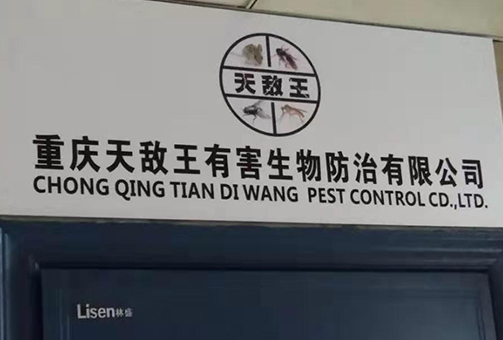 天敌王
重庆天敌王有害生物防治有限公司
CHONG QING TIAN DI WANG PEST CONTROL CD.,LTD.
Lisen林盛